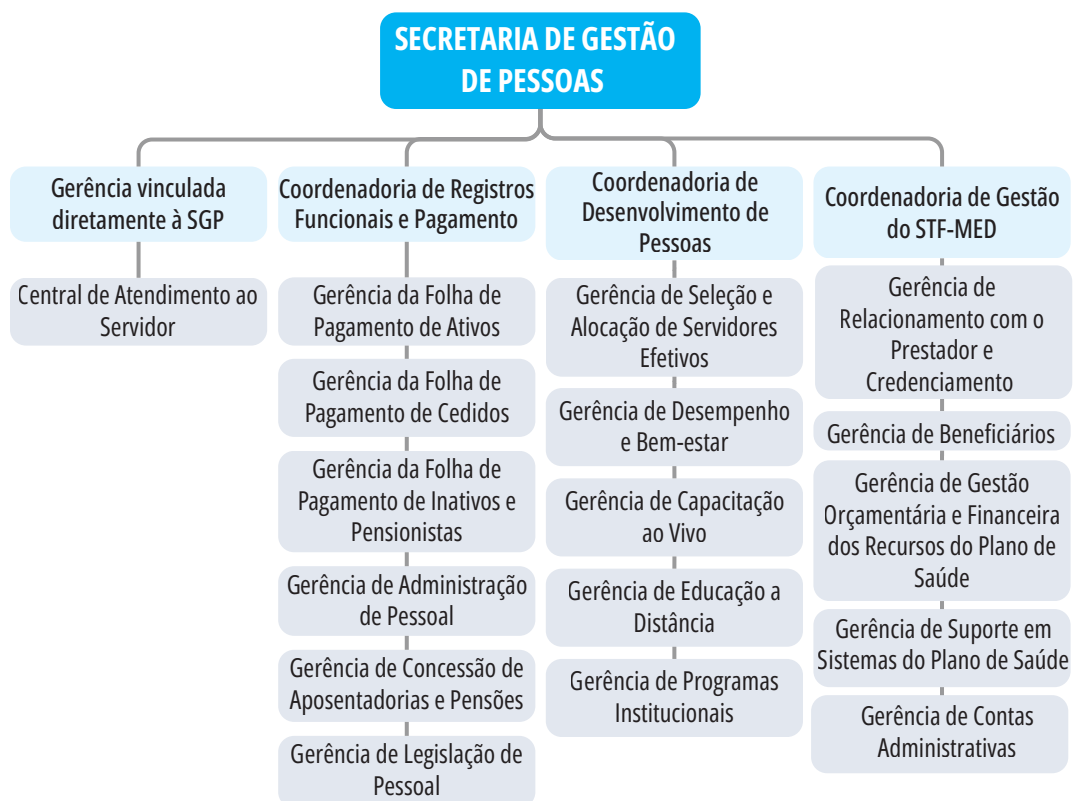 SECRETARIA DE GESTÃO
DE PESSOAS
Gerência vinculada
diretamente à SGP
Central de Atendimento ao
Servidor
Coordenadoria de Registros
Funcionais e Pagamento
Gerência da Folha de
Pagamento de Ativos
Gerência da Folha de
Pagamento de Cedidos
Gerência da Folha de
Pagamento de Inativos e
Pensionistas
Gerência de Administração
de Pessoal
Gerência de Concessão de
Aposentadorias e Pensões
Gerência de Legislação de
Pessoal
Coordenadoria de
Desenvolvimento de
Pessoas
Gerência de Seleção e
Alocação de Servidores
Efetivos
Gerência de Desempenho
e Bem-estar
Gerência de Capacitação
ao Vivo
Gerência de Educação a
Distância
Gerência de Programas
Institucionais
Coordenadoria de Gestão
do STF-MED
Gerência de
Relacionamento com o
Prestador e
Credenciamento
Gerência de Beneficiários
Gerência de Gestão
Orçamentária e Financeira
dos Recursos do Plano de
Saúde
Gerência de Suporte em
Sistemas do Plano de Saúde
Gerência de Contas
Administrativas